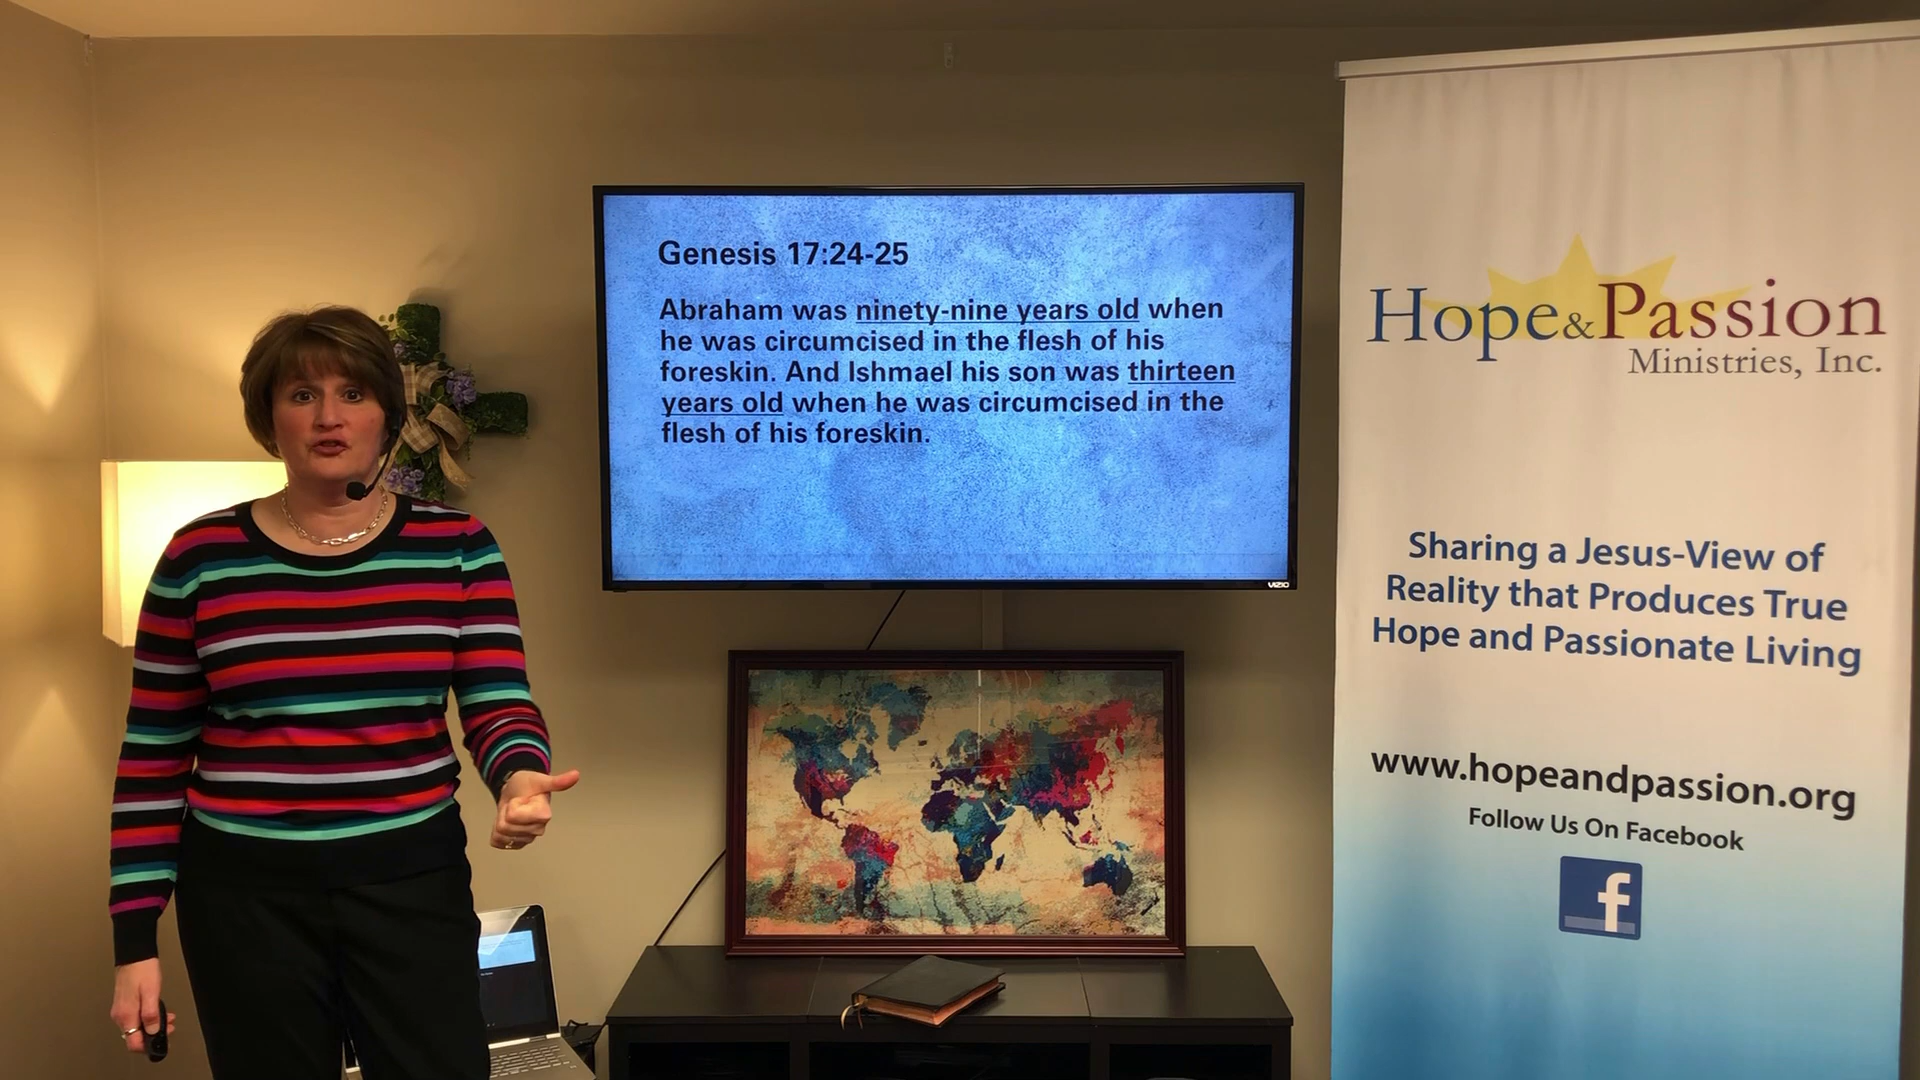 Genesis 17:24-25
Abraham was ninety-nine years old when
he was circumcised in the flesh of his
foreskin. And Ishmael his son was thirteen
years old when he was circumcised in the
flesh of his foreskin.
VIZIO
Hope&Passion
Ministries, Inc.
Sharing a Jesus-View of
Reality that Produces True
Hope and Passionate Living
www.hopeandpassion.org
Follow Us On Facebook
f